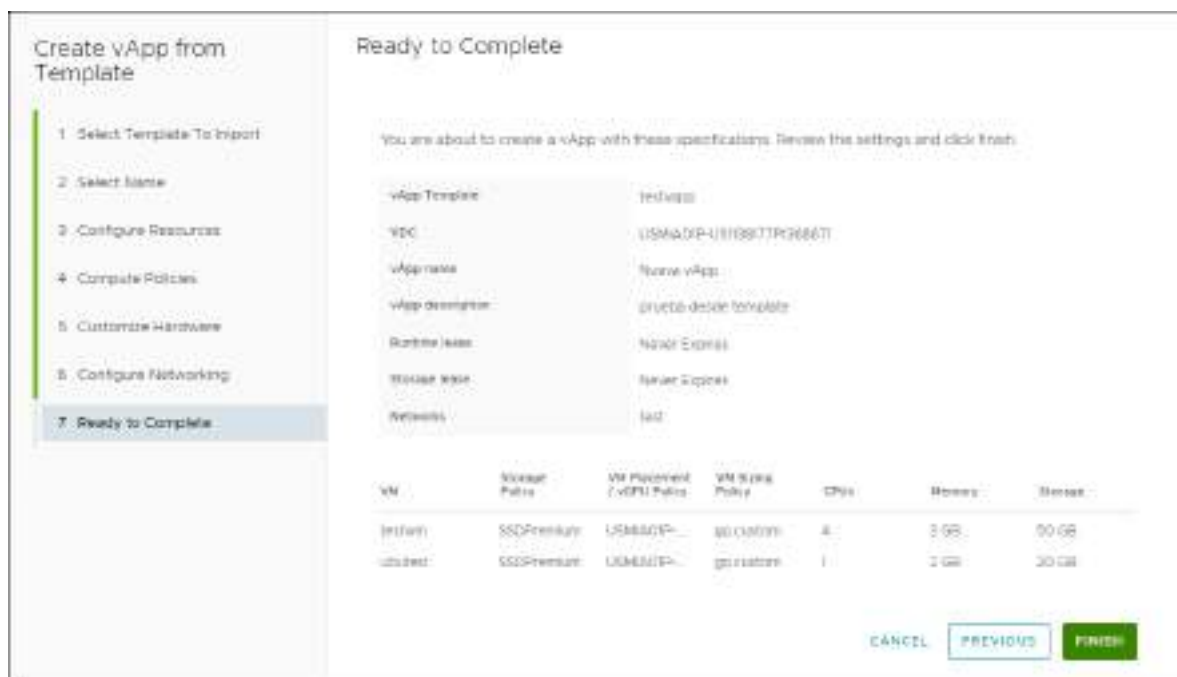 Create vApp from
Template
1 Select Template To Import
2 Select Name
3 Configure Resources
4 Compute Policies
5 Customize Hardware
6 Configure Networking
7 Ready to Complete
Ready to Complete
You are about to create a vApp with these specifications. Review the settings and click finish.
vApp Template testvapp
VDC
vApp name Nueva vApp
vApp description prueba desde template
Runtime lease Never Expires
Storage lease Never Expires
Networks
VM Storage Policy VM Placement / vGPU Policy VM Sizing Policy CPUs Memory Storage
testvm SSDPremium gp.custom 4 50 GB
SSDPremium gp.custom 1 2 GB 20 GB
CANCEL PREVIOUS FINISH